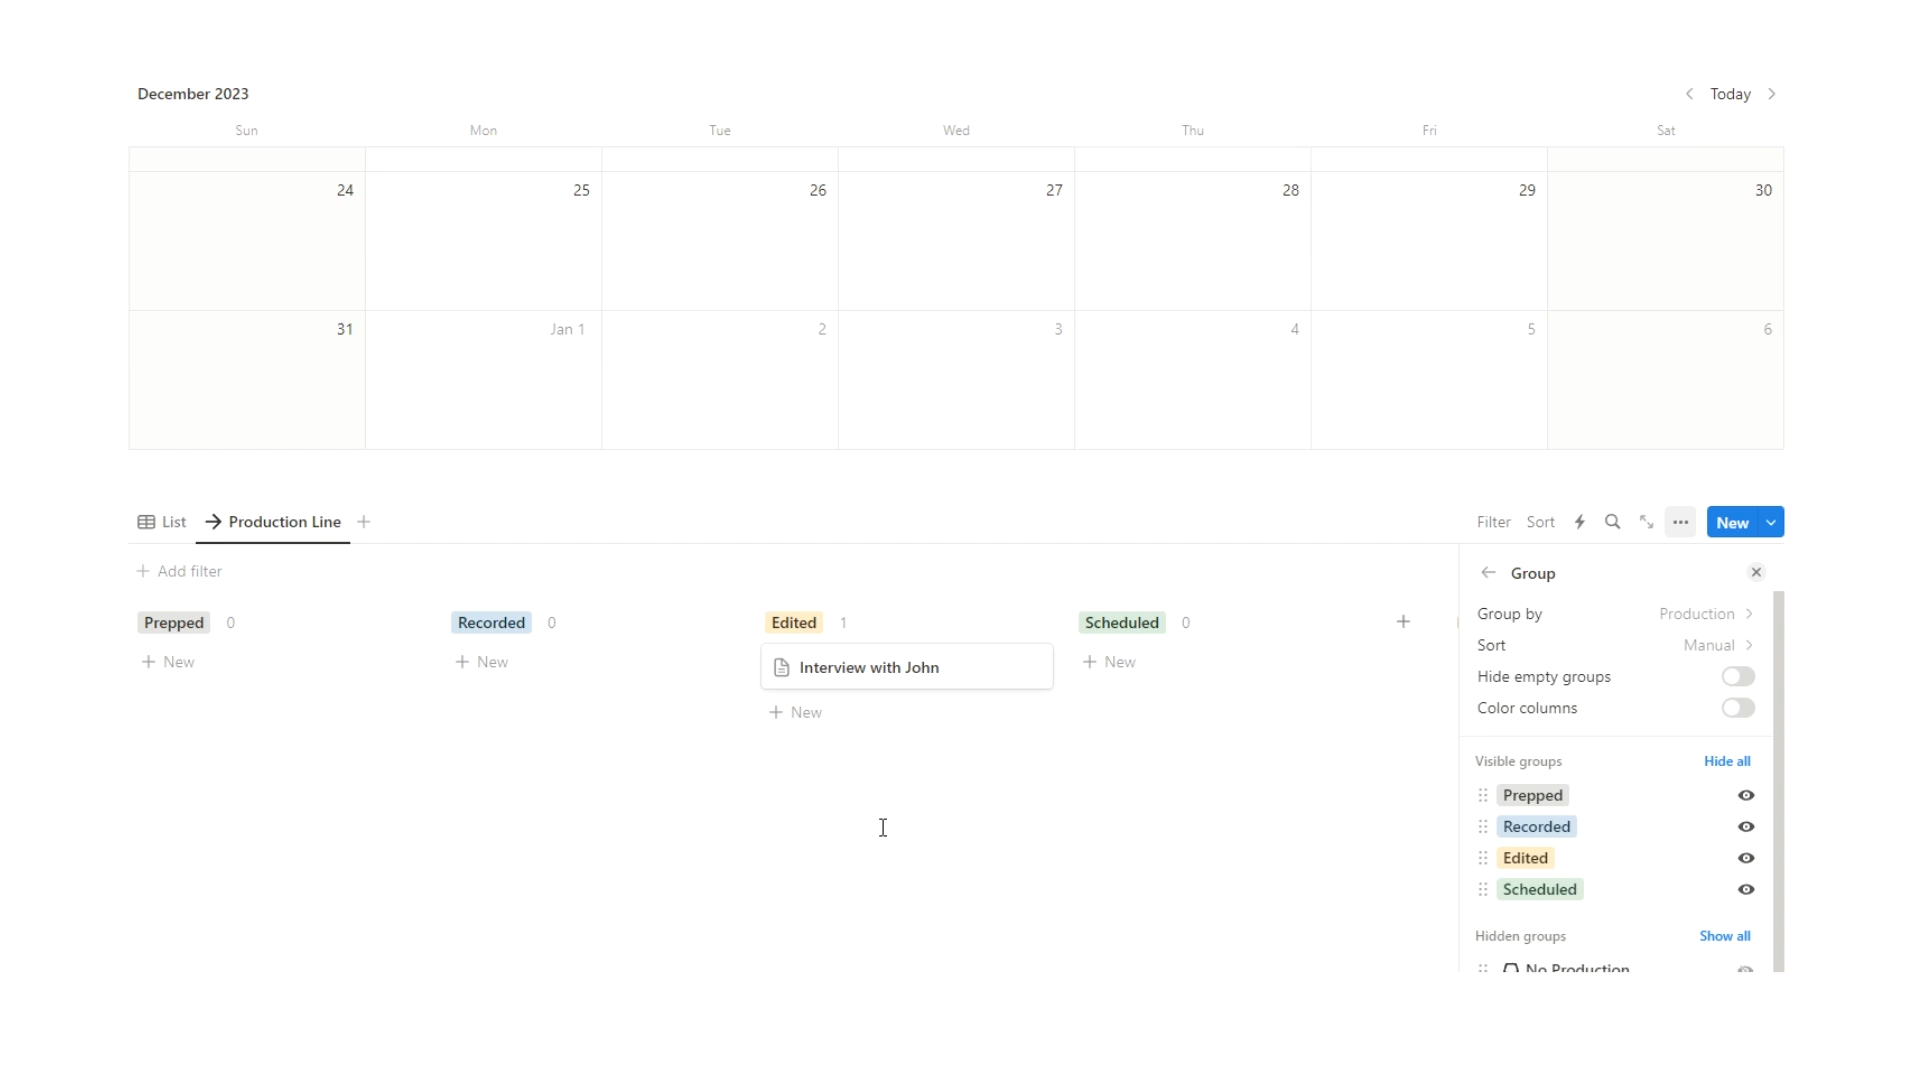 December 2023
Today
Sun Mon Tue Wed Thu Fri Sat
24 25 26 27 28 29 30
31 Jan 1 2 3 4 5 6
List Production Line
Filter Sort New
Add filter
Group
Group by Production
Sort Manual
Hide empty groups
Color columns
Prepped 0 Recorded 0 Edited 1 Scheduled 0
New New Interview with John New
New
Visible groups Hide all
Prepped
Recorded
Edited
Scheduled
Hidden groups Show all
No Production